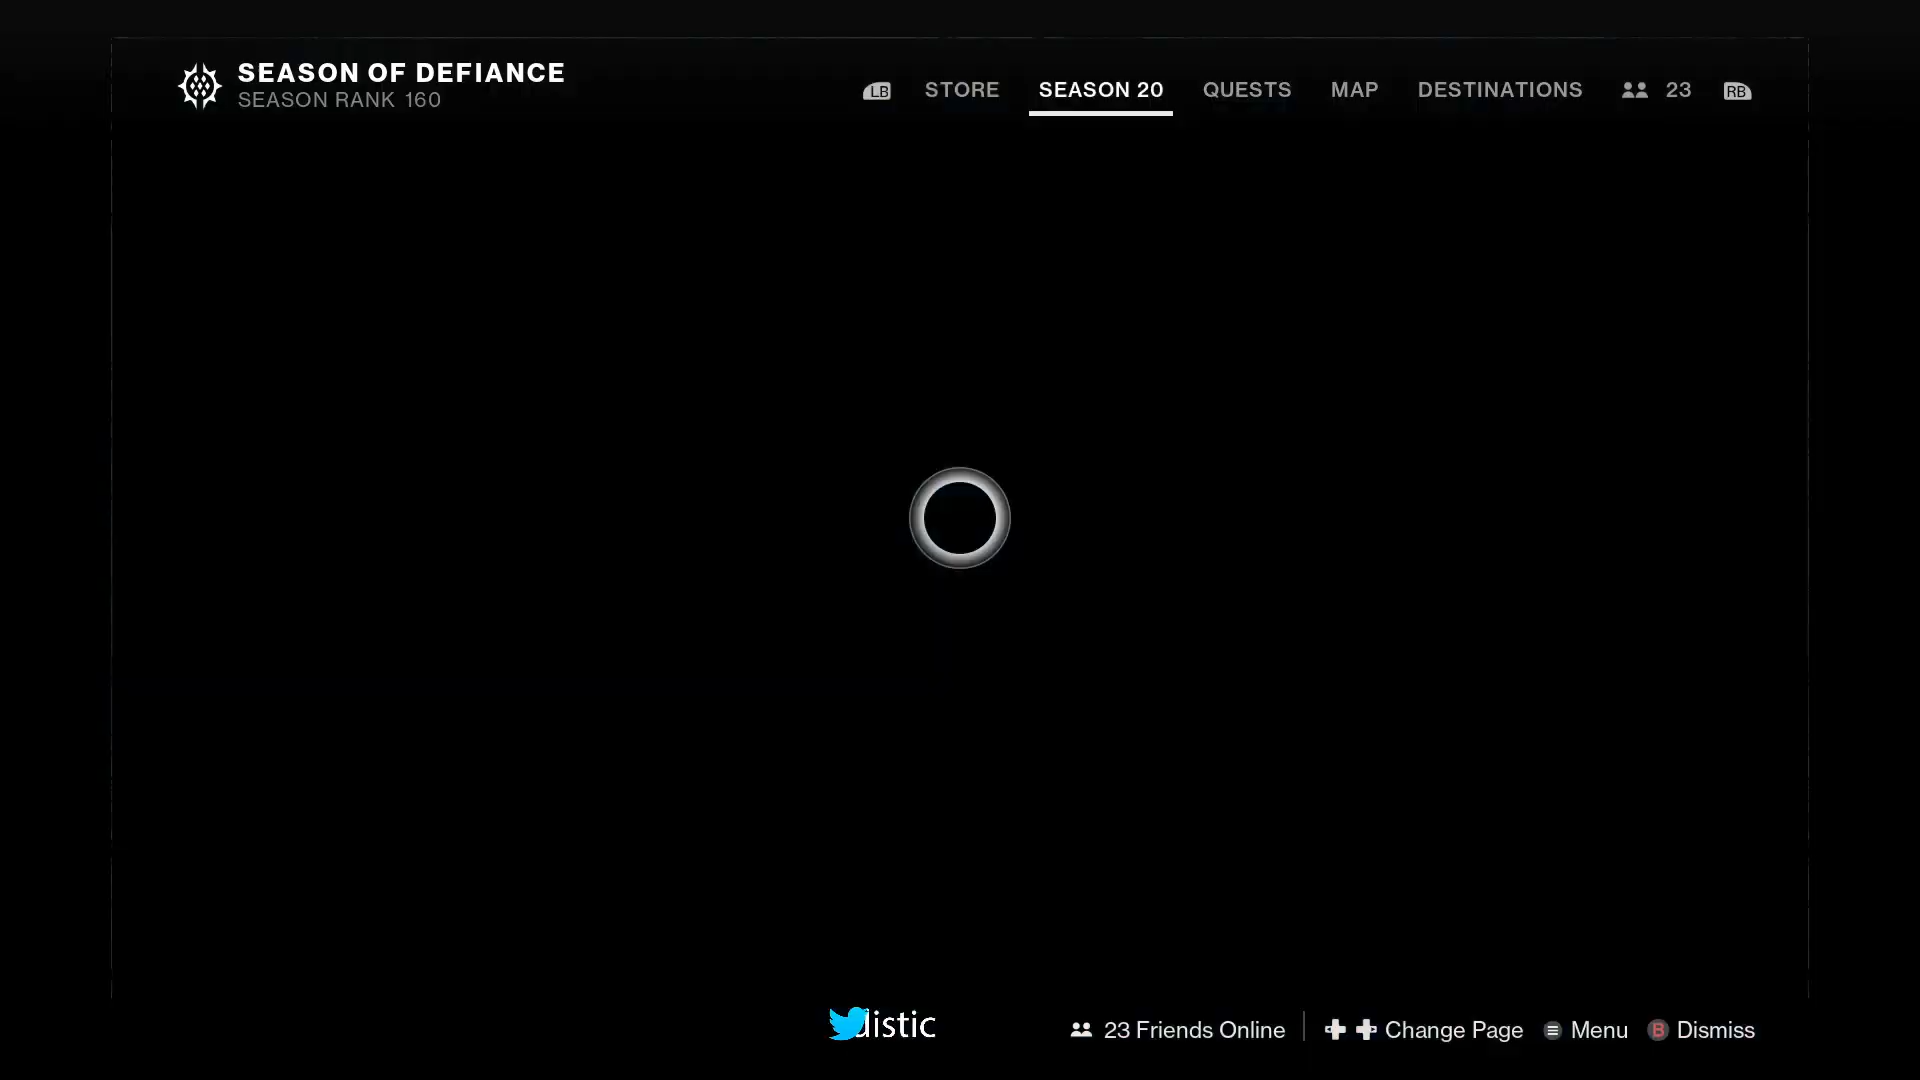 SEASON OF DEFIANCE
SEASON RANK 160
LB STORE SEASON 20 QUESTS MAP DESTINATIONS 23 RB
23 Friends Online Change Page Menu B Dismiss